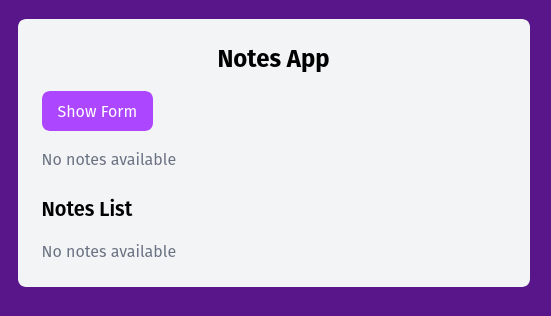 Notes App
Show Form
No notes available
Notes List
No notes available